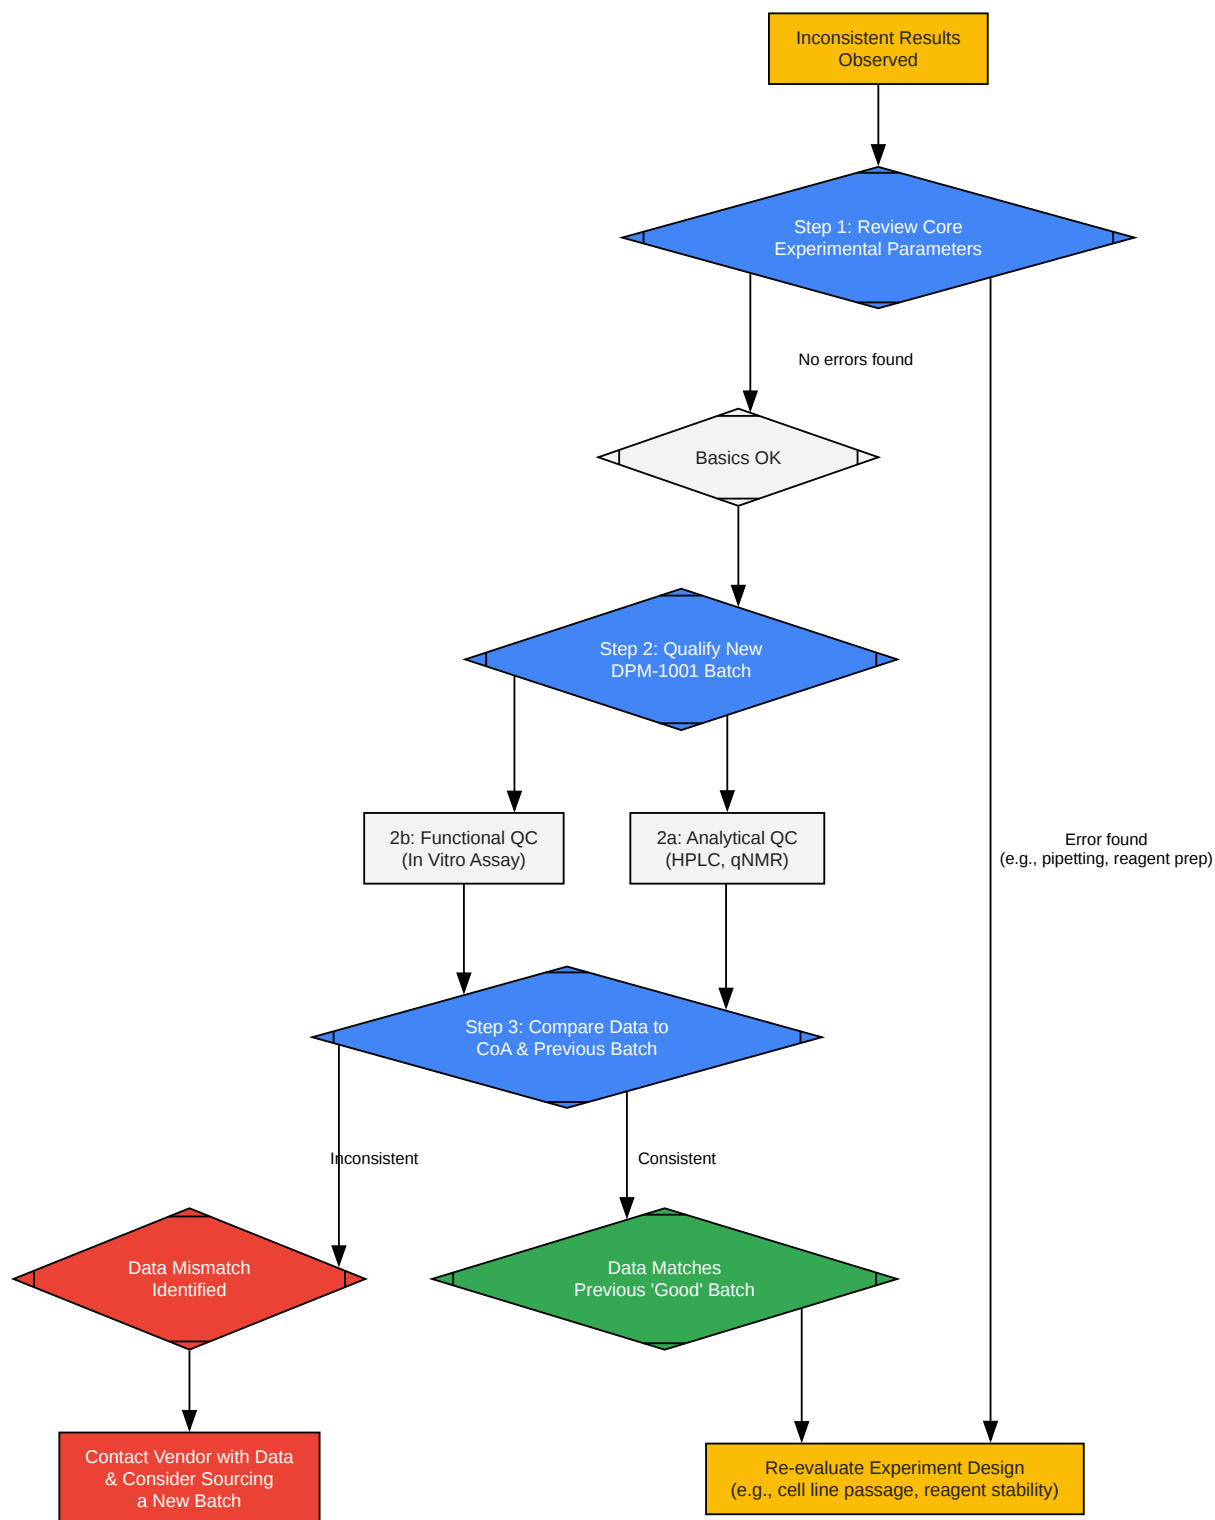 Inconsistent Results
Observed
Step 1: Review Core
Experimental Parameters
No errors found
Basics OK
Step 2: Qualify New
DPM-1001 Batch
2b: Functional QC
(In Vitro Assay)
2a: Analytical QC
(HPLC, qNMR)
Error found
(e.g., pipetting, reagent prep)
Step 3: Compare Data to
CoA & Previous Batch
Inconsistent
Consistent
Data Mismatch
Identified
Data Matches
Previous 'Good' Batch
Contact Vendor with Data
& Consider Sourcing
a New Batch
Re-evaluate Experiment Design
(e.g., cell line passage, reagent stability)